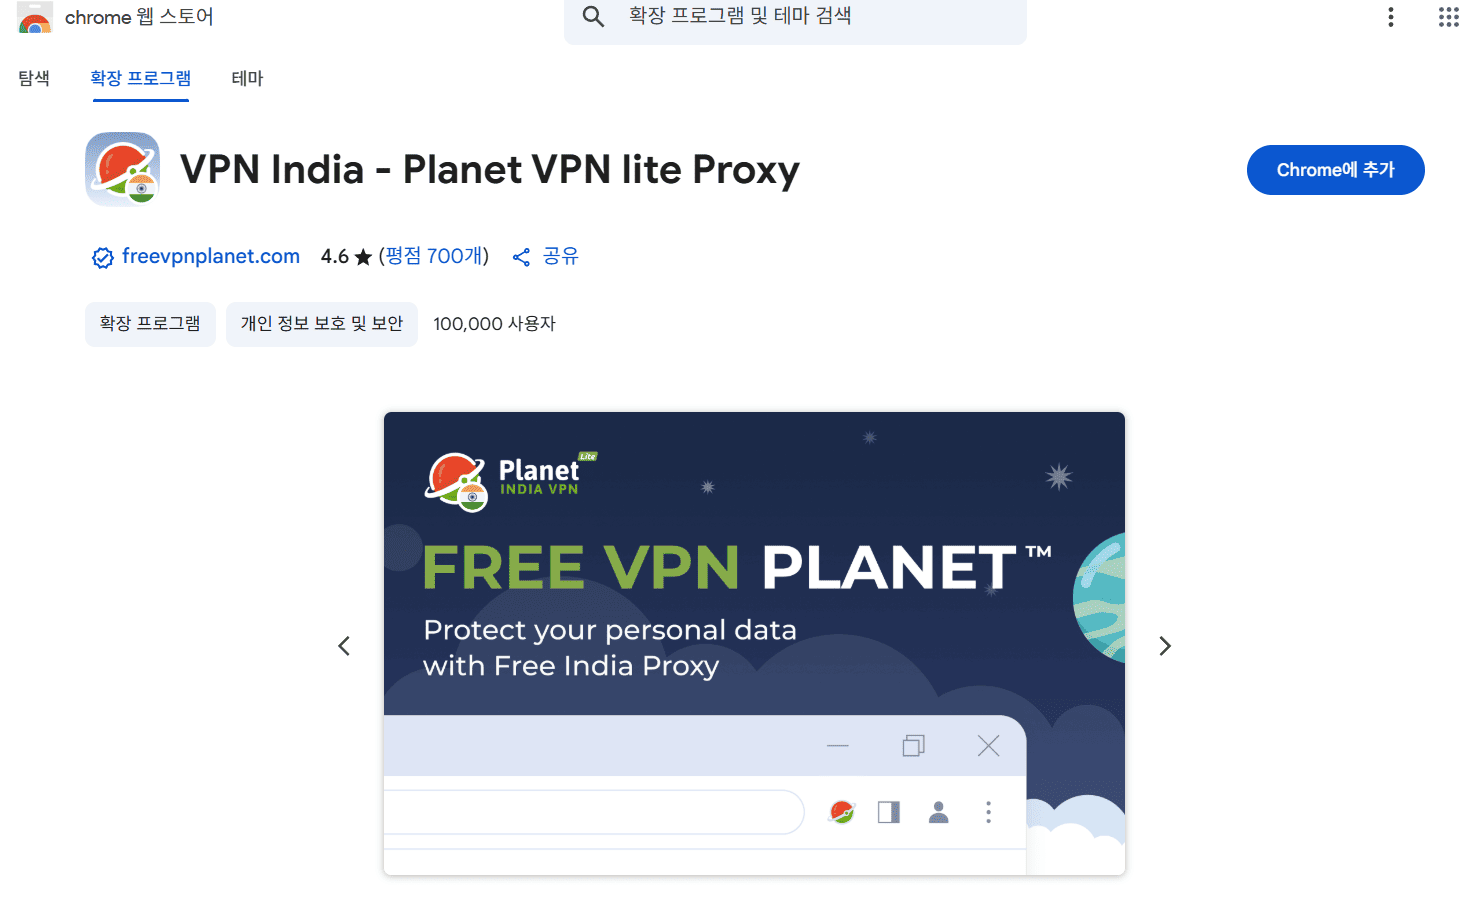 chrome 웹 스토어
확장 프로그램 및 테마 검색
탐색 확장 프로그램 테마
VPN India - Planet VPN lite Proxy
Chrome에 추가
freevpnplanet.com 4.6 ★ (평점 700개) 공유
확장 프로그램 개인 정보 보호 및 보안 100,000 사용자
Planet Lite
INDIA VPN
FREE VPN PLANET™
Protect your personal data
with Free India Proxy